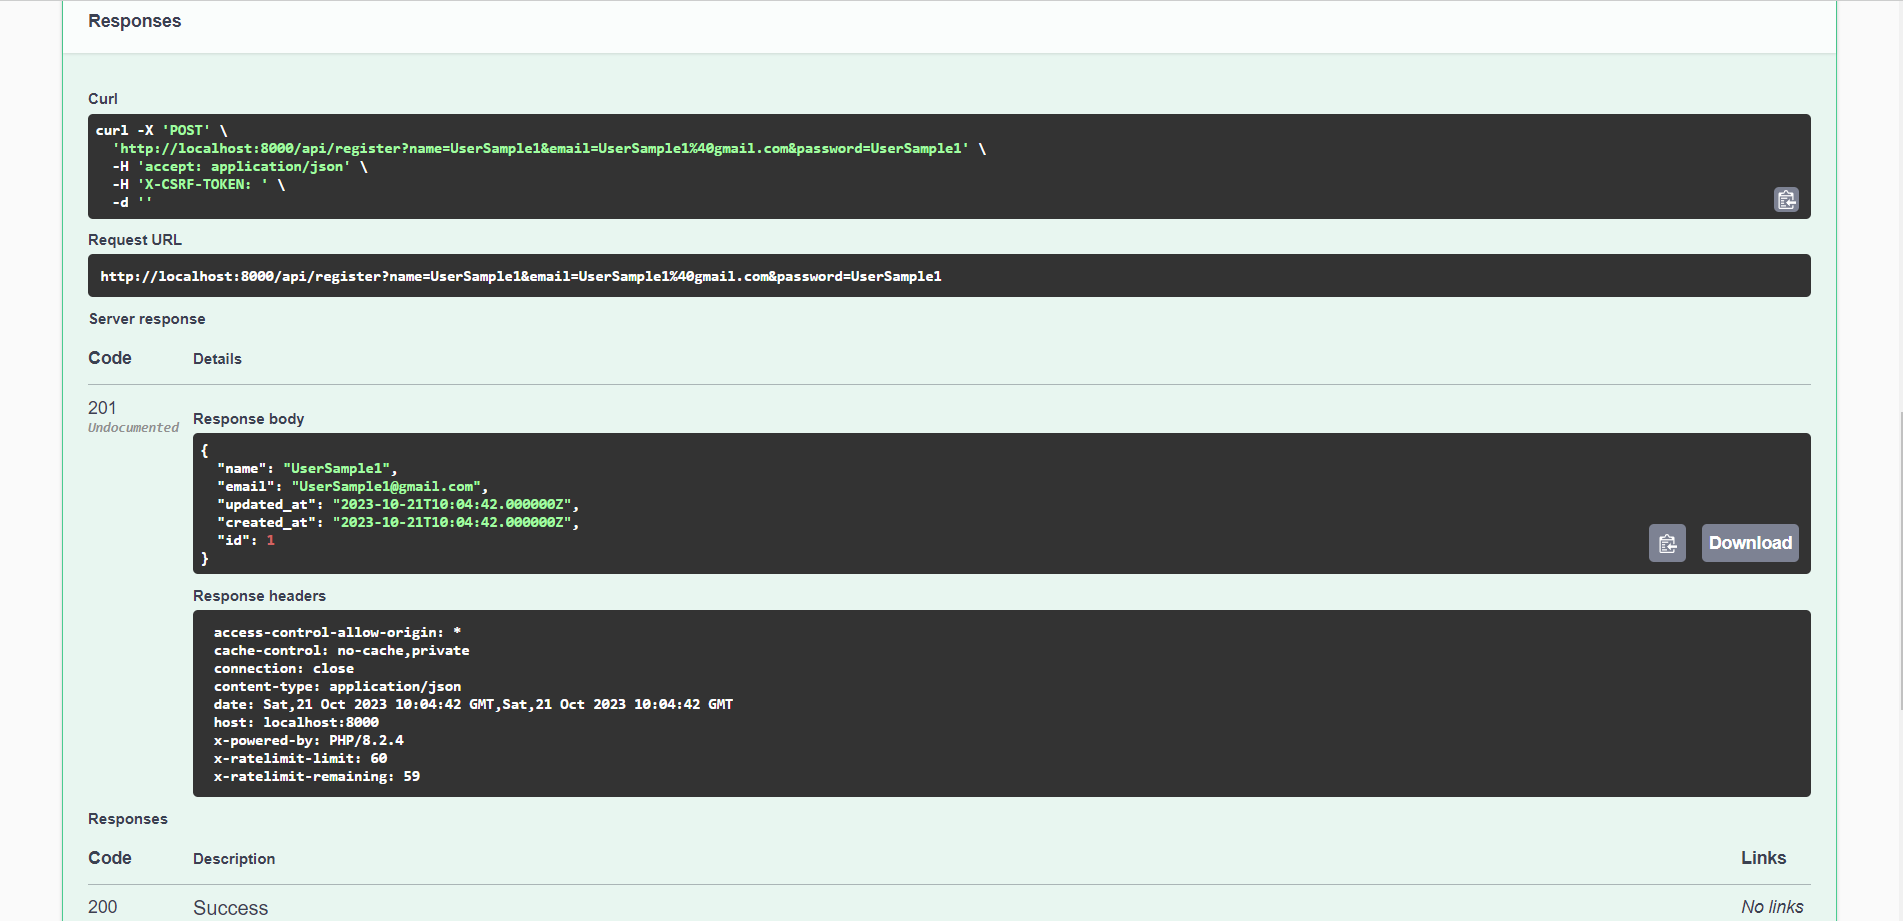 Responses
Curl
curl -X 'POST' \
  'http://localhost:8000/api/register?name=UserSample1&email=UserSample1%40gmail.com&password=UserSample1' \
  -H 'accept: application/json' \
  -H 'X-CSRF-TOKEN: ' \
  -d ''
Request URL
http://localhost:8000/api/register?name=UserSample1&email=UserSample1%40gmail.com&password=UserSample1
Server response
Code Details
201
Undocumented
Response body
{
  "name": "UserSample1",
  "email": "UserSample1@gmail.com",
  "updated_at": "2023-10-21T10:04:42.000000Z",
  "created_at": "2023-10-21T10:04:42.000000Z",
  "id": 1
}
Download
Response headers
access-control-allow-origin: *
cache-control: no-cache,private
connection: close
content-type: application/json
date: Sat,21 Oct 2023 10:04:42 GMT,Sat,21 Oct 2023 10:04:42 GMT
host: localhost:8000
x-powered-by: PHP/8.2.4
x-ratelimit-limit: 60
x-ratelimit-remaining: 59
Responses
Code Description Links
200 Success No links